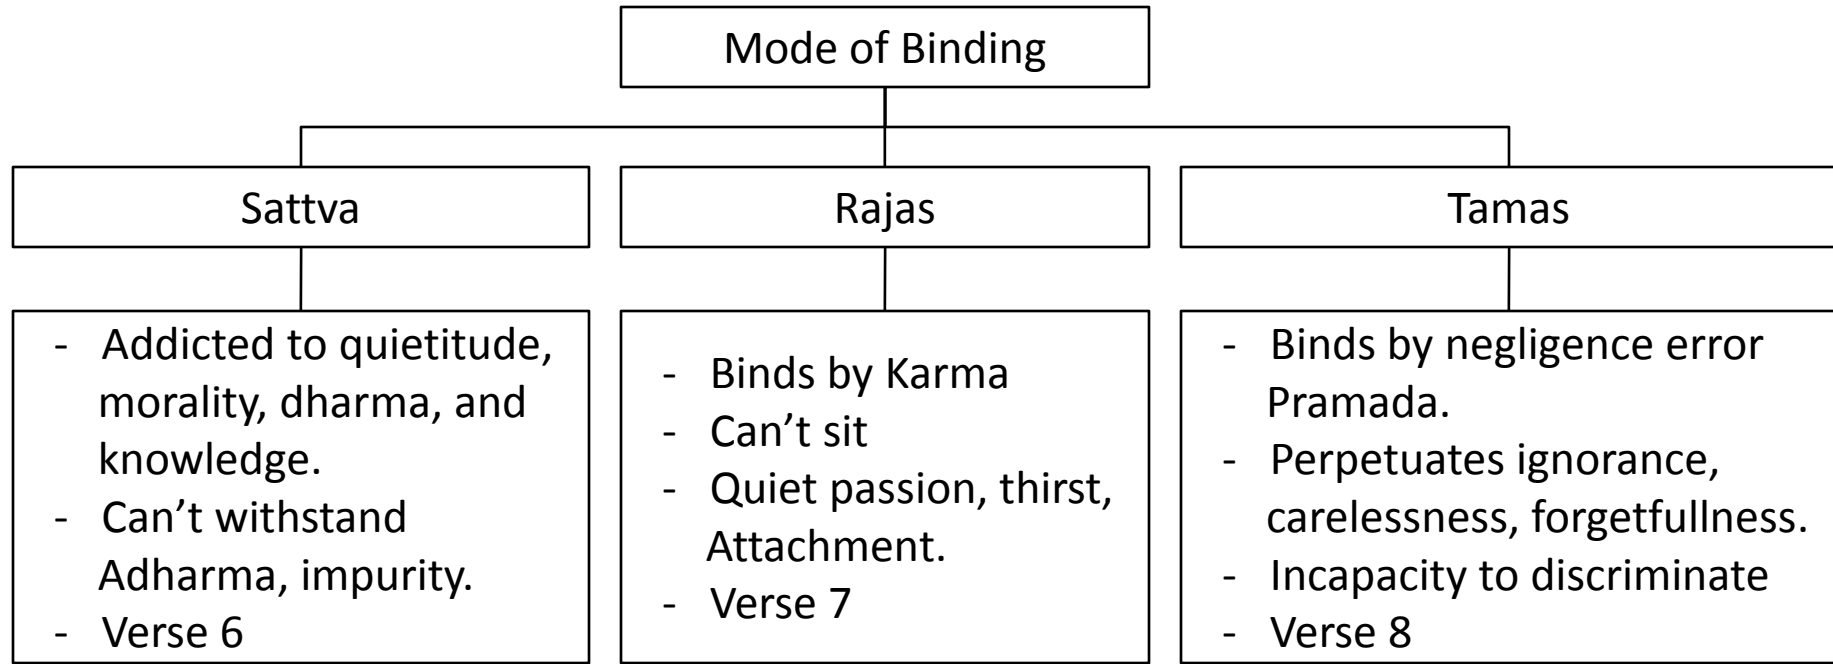 Mode of Binding
Sattva
Rajas
Tamas
- Addicted to quietitude,
morality, dharma, and
knowledge.
- Can’t withstand
Adharma, impurity.
- Verse 6
- Binds by Karma
- Can’t sit
- Quiet passion, thirst,
Attachment.
- Verse 7
- Binds by negligence error
Pramada.
- Perpetuates ignorance,
carelessness, forgetfullness.
- Incapacity to discriminate
- Verse 8